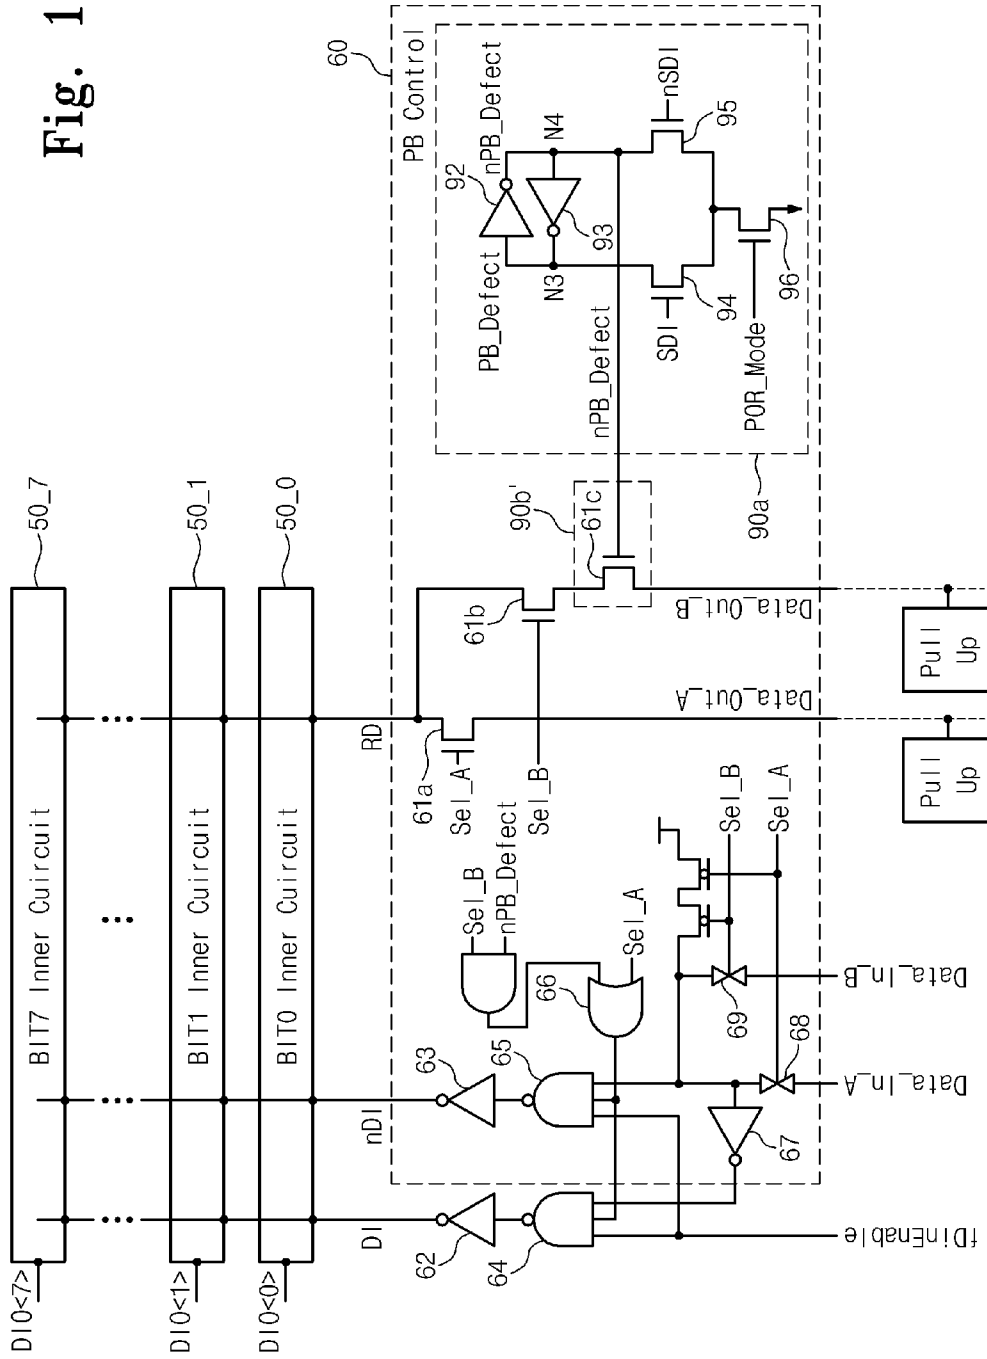 Fig. 1
DIO<7>
BIT7 Inner Cuircuit
50_7
DIO<1>
BIT1 Inner Cuircuit
50_1
DIO<0>
BIT0 Inner Cuircuit
50_0
DI
nDI
RD
60
PB Control
62
63
64
65
66
Sel_B
nPB_Defect
Sel_A
67
68
69
Sel_B
Sel_A
61a
Sel_A
Sel_B
61b
90b'
61c
nPB_Defect
PB_Defect
92
nPB_Defect
N3
93
N4
SDI
94
nSDI
95
POR_Mode
96
90a
fDinEnable
Data_In_A
Data_In_B
Data_Out_A
Data_Out_B
Pull
Up
Pull
Up